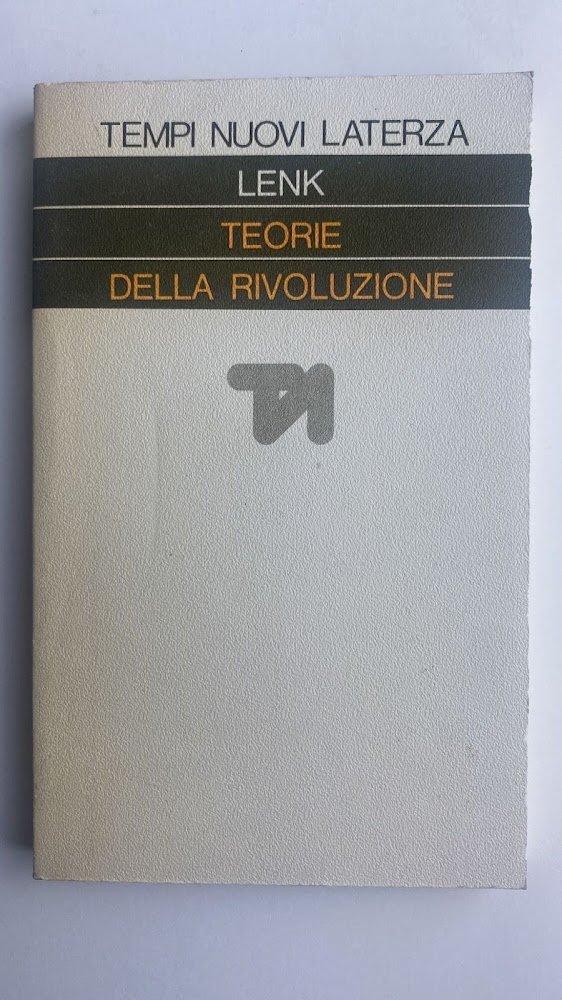 TEMPI NUOVI LATERZA
LENK
TEORIE
DELLA RIVOLUZIONE